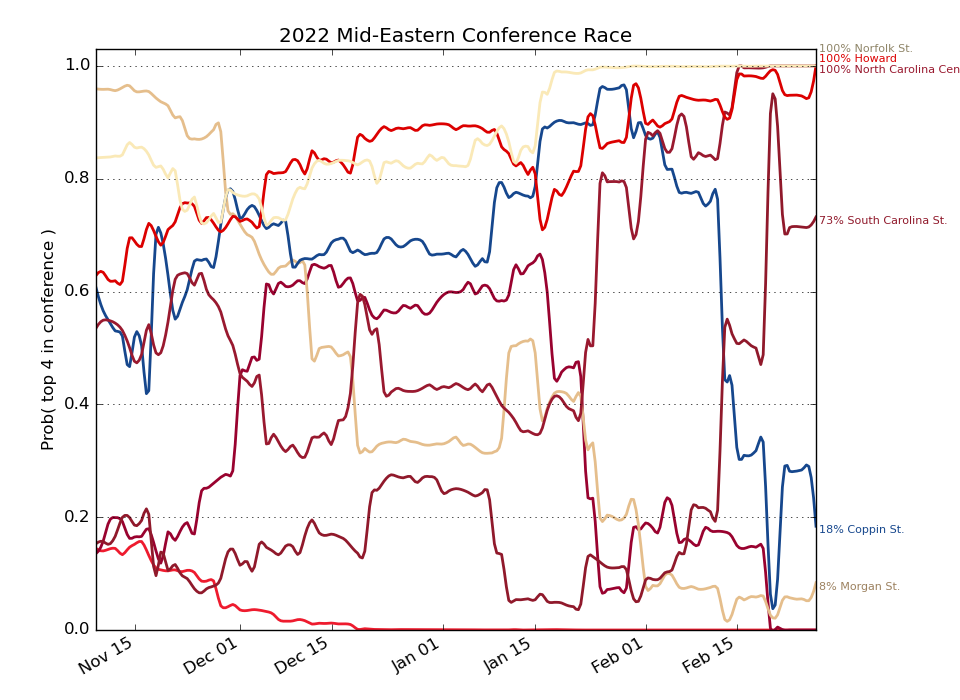 2022 Mid-Eastern Conference Race
Prob( top 4 in conference )
1.0
0.8
0.6
0.4
0.2
0.0
Nov 15
Dec 01
Dec 15
Jan 01
Jan 15
Feb 01
Feb 15
100% Norfolk St.
100% Howard
100% North Carolina Cen
73% South Carolina St.
18% Coppin St.
8% Morgan St.